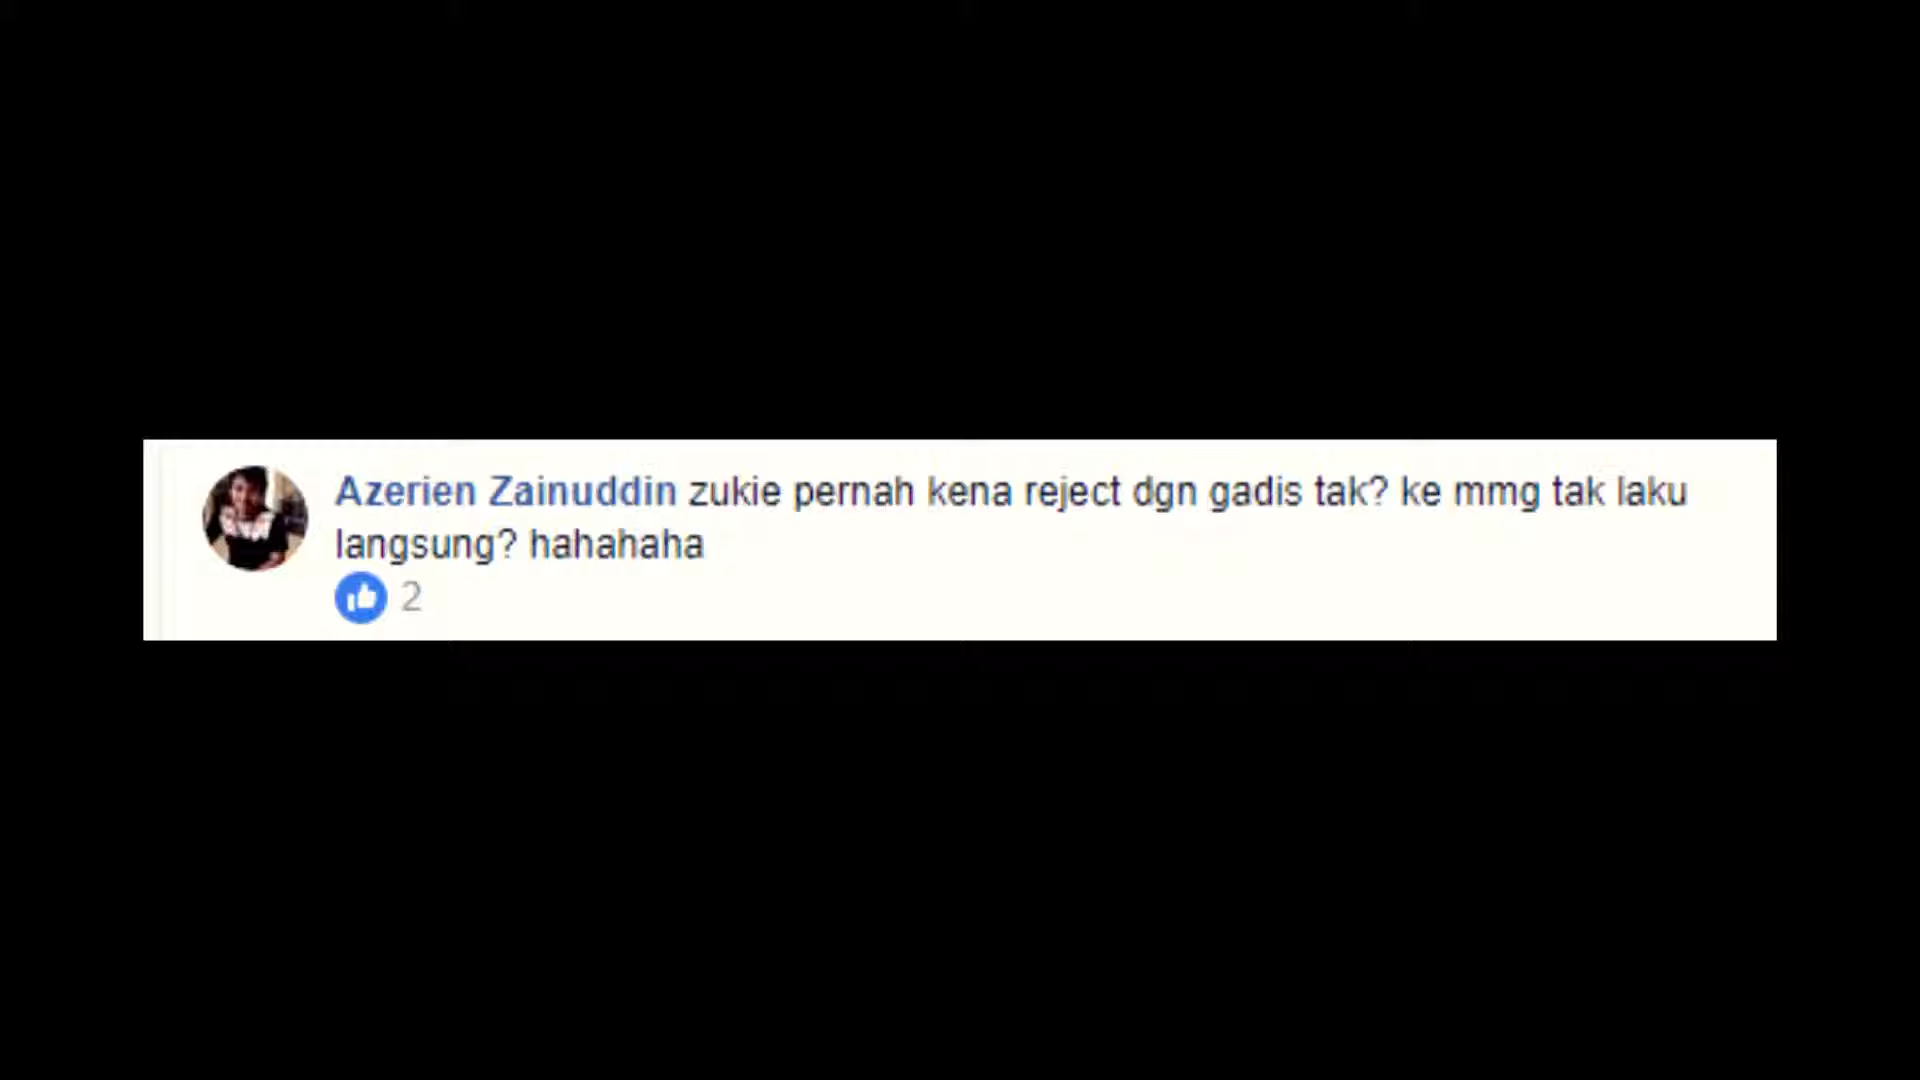 Azerien Zainuddin zukie pernah kena reject dgn gadis tak? ke mmg tak laku
langsung? hahahaha
2